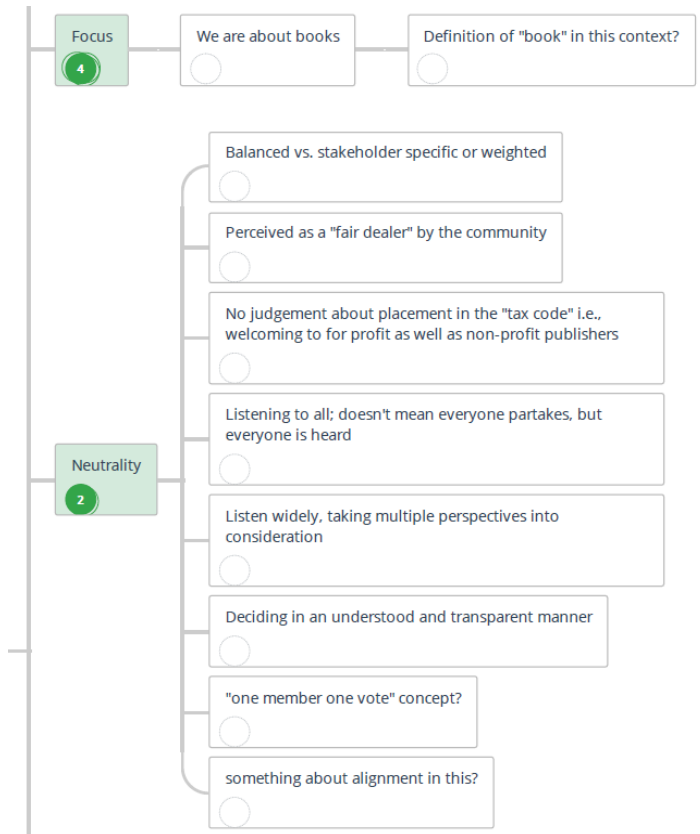 Focus
4
We are about books
Definition of "book" in this context?
Balanced vs. stakeholder specific or weighted
Perceived as a "fair dealer" by the community
No judgement about placement in the "tax code" i.e.,
welcoming to for profit as well as non-profit publishers
Listening to all; doesn't mean everyone partakes, but
everyone is heard
Neutrality
2
Listen widely, taking multiple perspectives into
consideration
Deciding in an understood and transparent manner
"one member one vote" concept?
something about alignment in this?